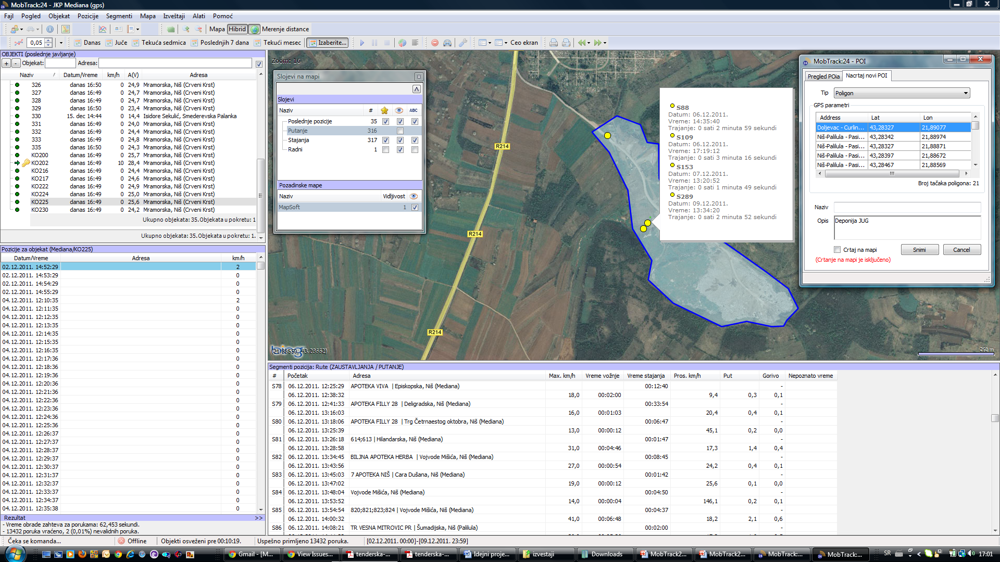 MobTrack:24 - JKP Mediana (gps)
Fajl Pogled Objekat Pozicije Segmenti Mapa Izveštaji Alati Pomoć
Mapa Hibrid Merenje distance
0,05 Danas Juče Tekuća sedmica Poslednjih 7 dana Tekući mesec Izaberite... Ceo ekran
OBJEKTI (poslednje javljanje)
+ - Objekat: Adresa:
Naziv / Datum/Vreme km/h A(V) Adresa
326 danas 16:50 0 24,9 Mramorska, Niš (Crveni Krst)
327 danas 16:49 0 24,7 Mramorska, Niš (Crveni Krst)
328 danas 16:49 0 24,7 Mramorska, Niš (Crveni Krst)
329 danas 16:50 0 23,4 Mramorska, Niš (Crveni Krst)
330 15. dec 14:44 0 14,4 Isidore Sekulić, Smederevska Palanka
331 danas 16:49 0 24,0 Mramorska, Niš (Crveni Krst)
332 danas 16:49 0 24,4 Mramorska, Niš (Crveni Krst)
333 danas 16:49 0 24,8 Mramorska, Niš (Crveni Krst)
335 danas 16:50 0 24,3 Mramorska, Niš (Crveni Krst)
KO200 danas 16:49 0 25,7 Mramorska, Niš (Crveni Krst)
KO202 danas 16:49 10 28,4 Mramorska, Niš (Crveni Krst)
KO216 danas 16:49 0 24,4 Mramorska, Niš (Crveni Krst)
KO217 danas 16:49 0 24,6 Mramorska, Niš (Crveni Krst)
KO222 danas 16:49 0 24,9 Mramorska, Niš (Crveni Krst)
KO224 danas 16:49 0 25,0 Mramorska, Niš (Crveni Krst)
KO225 danas 16:49 0 25,6 Mramorska, Niš (Crveni Krst)
KO230 danas 16:49 0 24,2 Mramorska, Niš (Crveni Krst)
Ukupno objekata: 35.Objekata u pokretu: 1
Ukupno objekata: 35.Objekata u pokretu: 1.
Pozicije za objekat (Mediana/KO225)
Datum/Vreme Adresa km/h
02.12.2011. 14:52:29 2
02.12.2011. 14:53:29 0
02.12.2011. 14:54:29 0
02.12.2011. 14:55:29 0
04.12.2011. 12:10:35 2
04.12.2011. 12:11:35 0
04.12.2011. 12:12:35 0
04.12.2011. 12:13:35 0
04.12.2011. 12:14:35 0
04.12.2011. 12:15:35 0
04.12.2011. 12:16:35 0
04.12.2011. 12:17:36 0
04.12.2011. 12:18:36 0
04.12.2011. 12:19:36 0
04.12.2011. 12:20:36 0
04.12.2011. 12:21:36 0
04.12.2011. 12:22:36 0
04.12.2011. 12:23:36 0
04.12.2011. 12:24:36 0
04.12.2011. 12:25:36 0
04.12.2011. 12:26:37 0
04.12.2011. 12:27:37 0
04.12.2011. 12:28:37 0
04.12.2011. 12:29:37 0
04.12.2011. 12:30:37 0
04.12.2011. 12:31:37 0
04.12.2011. 12:32:37 0
04.12.2011. 12:33:37 0
04.12.2011. 12:34:37 0
04.12.2011. 12:35:38 0
Rezultat >>
- Vreme obrade zahteva za porukama: 62,453 sekundi.
- 13432 poruka vraćeno, 2 (0,01%) nevalidnih poruka.
Zoom: 16
Slojevi na mapi
Slojevi
Naziv # ABC
Poslednje pozicije 35
Putanje 316
Stajanja 317
Radni 1
Pozadinske mape
Naziv Vidljivost
MapSoft 1
R214
R214
R214
S88
Datum: 06.12.2011.
Vreme: 14:35:40
Trajanje: 0 sati 2 minuta 59 sekundi
S109
Datum: 06.12.2011.
Vreme: 17:19:12
Trajanje: 0 sati 3 minuta 16 sekundi
S153
Datum: 07.12.2011.
Vreme: 13:20:52
Trajanje: 0 sati 1 minuta 49 sekundi
S289
Datum: 09.12.2011.
Vreme: 13:34:20
Trajanje: 0 sati 2 minuta 52 sekundi
bing
(21.88550, 43.28662)
250 m
MobTrack:24 - POI
Pregled POIa Nacrtaj novi POI
Tip Poligon
GPS parametri
Address Lat Lon
Doljevac - Curlin... 43,28327 21,89077
Niš-Palilula - Pasi... 43,28342 21,88974
Niš-Palilula - Pasi... 43,28327 21,88871
Niš-Palilula - Pasi... 43,28397 21,88672
Niš-Palilula - Pasi... 43,28467 21,88569
Broj tačaka poligona: 21
Naziv
Opis Deponija JUG
Crtaj na mapi Snimi Cancel
(Crtanje na mapi je isključeno)
Segmenti pozicija: Rute (ZAUSTAVLJANJA / PUTANJE)
# Početak Adresa Max. km/h Vreme vožnje Vreme stajanja Pros. km/h Put Gorivo Nepoznato vreme
S78 06.12.2011. 12:25:29 APOTEKA VIVA | Episkopska, Niš (Mediana) 00:12:40 -
06.12.2011. 12:38:32 18,0 00:02:00 9,4 0,3 0,1
S79 06.12.2011. 12:41:33 APOTEKA FILLY 28 | Deligradska, Niš (Mediana) 00:33:54 -
06.12.2011. 13:16:03 16,0 00:01:03 20,4 0,4 0,1
S80 06.12.2011. 13:18:06 APOTEKA FILLY 28 | Trg Četrnaestog oktobra, Niš (Mediana) 00:06:47 -
06.12.2011. 13:25:39 13,0 00:00:12 45,1 0,2 0,0
S81 06.12.2011. 13:26:18 614;613 | Hilandarska, Niš (Mediana) 00:01:47 -
06.12.2011. 13:28:58 31,0 00:04:46 17,3 1,4 0,4
S82 06.12.2011. 13:34:45 BILJNA APOTEKA HERBA | Vojvode Mišića, Niš (Mediana) 00:08:45 -
06.12.2011. 13:43:56 27,0 00:00:54 24,2 0,4 0,1
S83 06.12.2011. 13:45:03 7 APOTEKA NIŠ | Cara Dušana, Niš (Mediana) 00:01:42 -
06.12.2011. 13:47:02 19,0 00:00:12 25,6 0,1 0,0
S84 06.12.2011. 13:48:04 Vojvode Mišića, Niš (Mediana) 00:04:50 -
06.12.2011. 13:53:52 14,0 00:00:04 146,1 0,2 0,1
S85 06.12.2011. 13:54:54 820;821;823;824 | Vojvode Mišića, Niš (Mediana) 00:04:37 -
06.12.2011. 14:00:32 41,0 00:06:48 18,2 2,1 0,6
S86 06.12.2011. 14:08:21 TR VESNA MITROVIC PR | Šumadijska, Niš (Palilula) 00:02:00 -
Čeka se komanda... Offline Objekti osveženi pre 00:10:19. Uspešno primljeno 13432 poruka. [02.12.2011. 00:00]-[09.12.2011. 23:59]
Gmail - [M... View Issues... tenderska-... tenderska-... Idejni proje... izvestaji Downloads MobTrack2... MobTrack2... MobTrack:... MobTrack:... SR 17:01